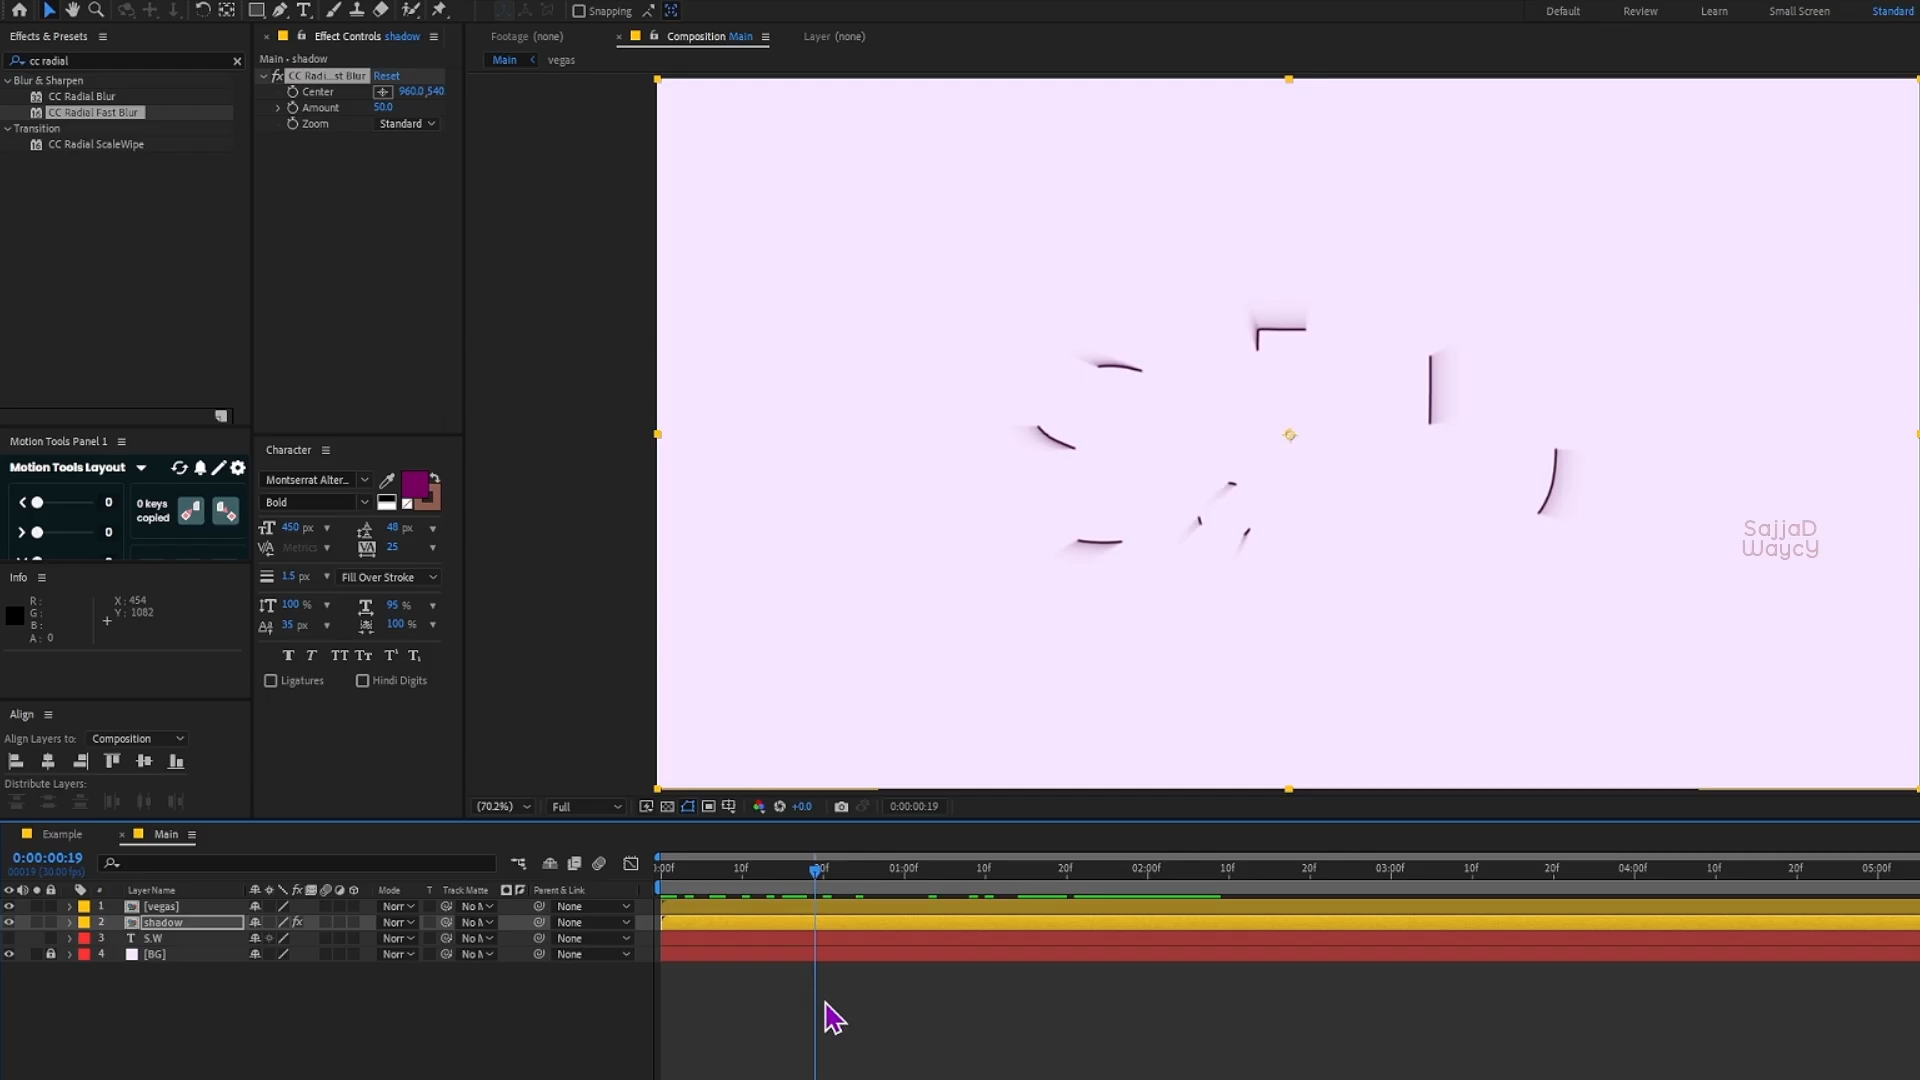 Snapping
Default
Review
Learn
Small Screen
Standard
Effects & Presets
cc radial
Blur & Sharpen
CC Radial Blur
CC Radial Fast Blur
Transition
CC Radial ScaleWipe
Effect Controls shadow
Main • shadow
fx CC Radi...st Blur Reset
Center 960.0,540
Amount 50.0
Zoom Standard
Footage (none)
Composition Main
Layer (none)
Main vegas
SajjaD
WaycY
Motion Tools Panel 1
Motion Tools Layout
0
0 keys
copied
0
Info
R:
G:
B:
A: 0
X: 454
Y: 1082
Character
Montserrat Alter...
Bold
450 px
48 px
Metrics
25
1.5 px
Fill Over Stroke
100 %
95 %
35 px
100 %
T T TT Tr T¹ T₁
Ligatures
Hindi Digits
Align
Align Layers to: Composition
Distribute Layers:
(70.2%)
Full
+0.0
0:00:00:19
Example
Main
0:00:00:19
00019 (30.00 fps)
# Layer Name
Mode
T Track Matte
Parent & Link
1 [vegas] Norr No M None
2 shadow fx Norr No M None
3 T S.W Norr No M None
4 [BG] Norr No M None
:00f 10f 20f 01:00f 10f 20f 02:00f 10f 20f 03:00f 10f 20f 04:00f 10f 20f 05:00f